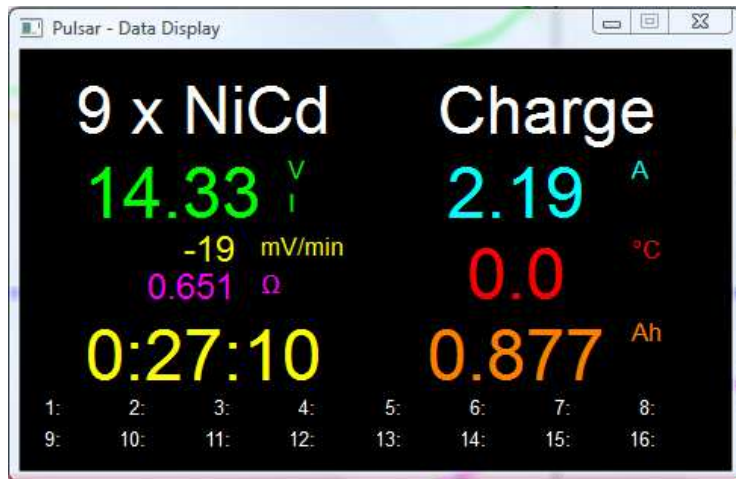 Pulsar - Data Display
9 x NiCd Charge
14.33 V I 2.19 A
-19 mV/min 0.0 °C
0.651 Ω
0:27:10 0.877 Ah
1: 2: 3: 4: 5: 6: 7: 8:
9: 10: 11: 12: 13: 14: 15: 16: